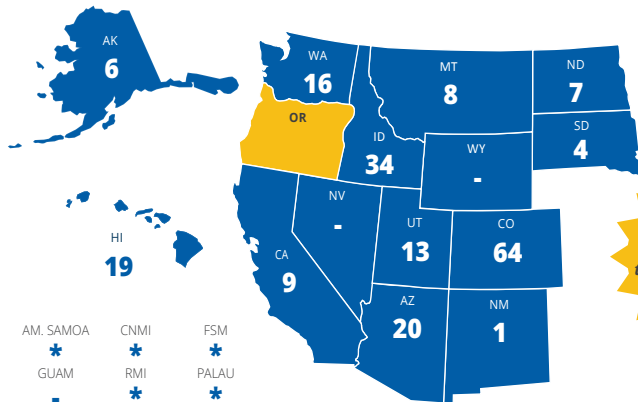 AK
6
WA
16
MT
8
ND
7
OR
ID
34
SD
4
WY
-
HI
19
NV
-
UT
13
CO
64
CA
9
AZ
20
NM
1
AM. SAMOA CNMI FSM
* * *
GUAM RMI PALAU
- * *